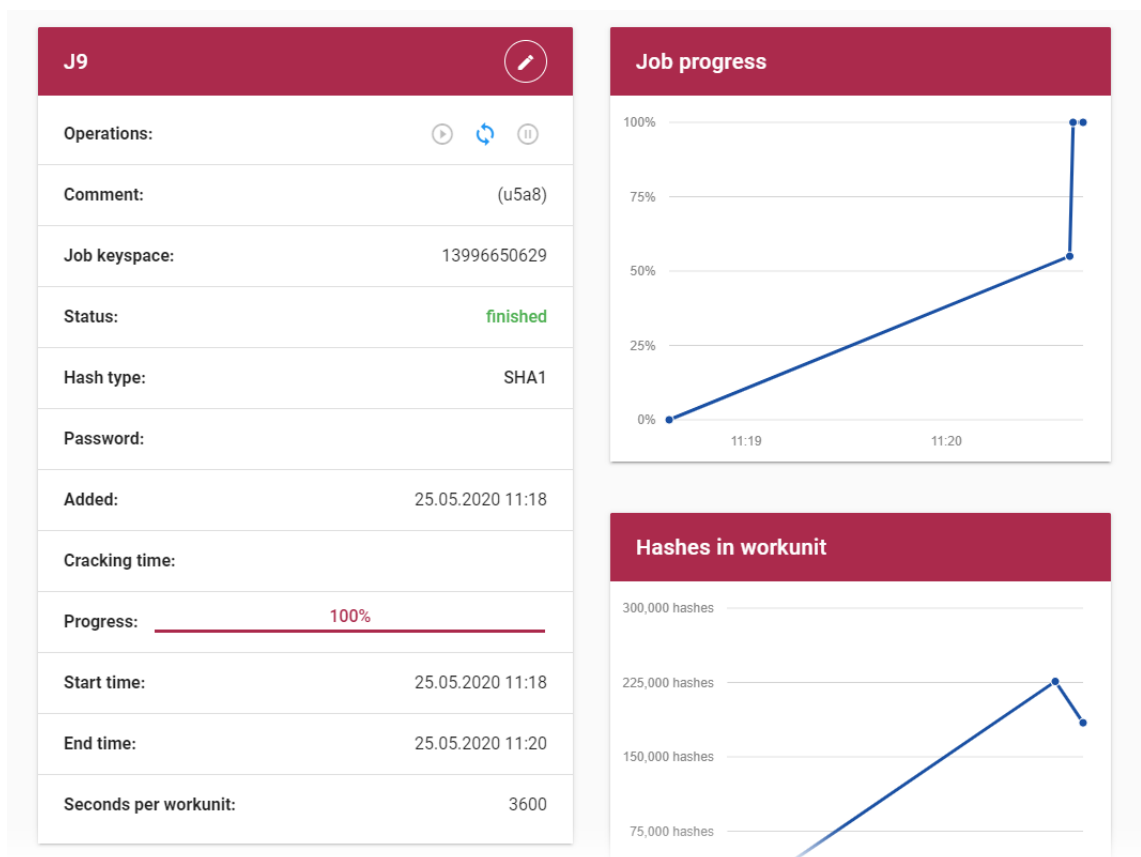 J9
Operations:
Comment: (u5a8)
Job keyspace: 13996650629
Status: finished
Hash type: SHA1
Password:
Added: 25.05.2020 11:18
Cracking time:
Progress: 100%
Start time: 25.05.2020 11:18
End time: 25.05.2020 11:20
Seconds per workunit: 3600
Job progress
100%
75%
50%
25%
0%
11:19 11:20
Hashes in workunit
300,000 hashes
225,000 hashes
150,000 hashes
75,000 hashes